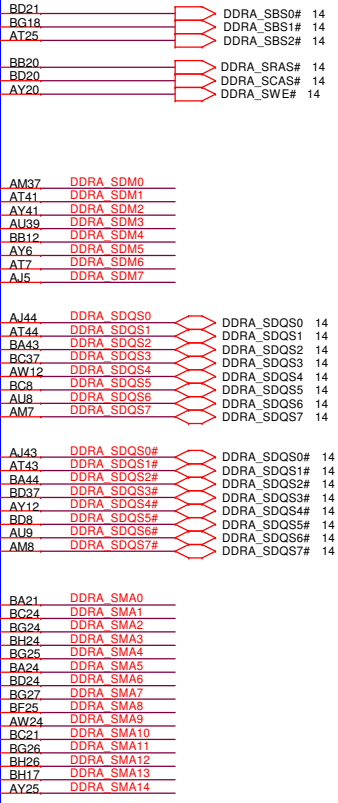 BD21 DDRA_SBS0# 14
BG18 DDRA_SBS1# 14
AT25 DDRA_SBS2# 14
BB20 DDRA_SRAS# 14
BD20 DDRA_SCAS# 14
AY20 DDRA_SWE# 14
AM37 DDRA_SDM0
AT41 DDRA_SDM1
AY41 DDRA_SDM2
AU39 DDRA_SDM3
BB12 DDRA_SDM4
AY6 DDRA_SDM5
AT7 DDRA_SDM6
AJ5 DDRA_SDM7
AJ44 DDRA_SDQS0 DDRA_SDQS0 14
AT44 DDRA_SDQS1 DDRA_SDQS1 14
BA43 DDRA_SDQS2 DDRA_SDQS2 14
BC37 DDRA_SDQS3 DDRA_SDQS3 14
AW12 DDRA_SDQS4 DDRA_SDQS4 14
BC8 DDRA_SDQS5 DDRA_SDQS5 14
AU8 DDRA_SDQS6 DDRA_SDQS6 14
AM7 DDRA_SDQS7 DDRA_SDQS7 14
AJ43 DDRA_SDQS0# DDRA_SDQS0# 14
AT43 DDRA_SDQS1# DDRA_SDQS1# 14
BA44 DDRA_SDQS2# DDRA_SDQS2# 14
BD37 DDRA_SDQS3# DDRA_SDQS3# 14
AY12 DDRA_SDQS4# DDRA_SDQS4# 14
BD8 DDRA_SDQS5# DDRA_SDQS5# 14
AU9 DDRA_SDQS6# DDRA_SDQS6# 14
AM8 DDRA_SDQS7# DDRA_SDQS7# 14
BA21 DDRA_SMA0
BC24 DDRA_SMA1
BG24 DDRA_SMA2
BH24 DDRA_SMA3
BG25 DDRA_SMA4
BA24 DDRA_SMA5
BD24 DDRA_SMA6
BG27 DDRA_SMA7
BF25 DDRA_SMA8
AW24 DDRA_SMA9
BC21 DDRA_SMA10
BG26 DDRA_SMA11
BH26 DDRA_SMA12
BH17 DDRA_SMA13
AY25 DDRA_SMA14